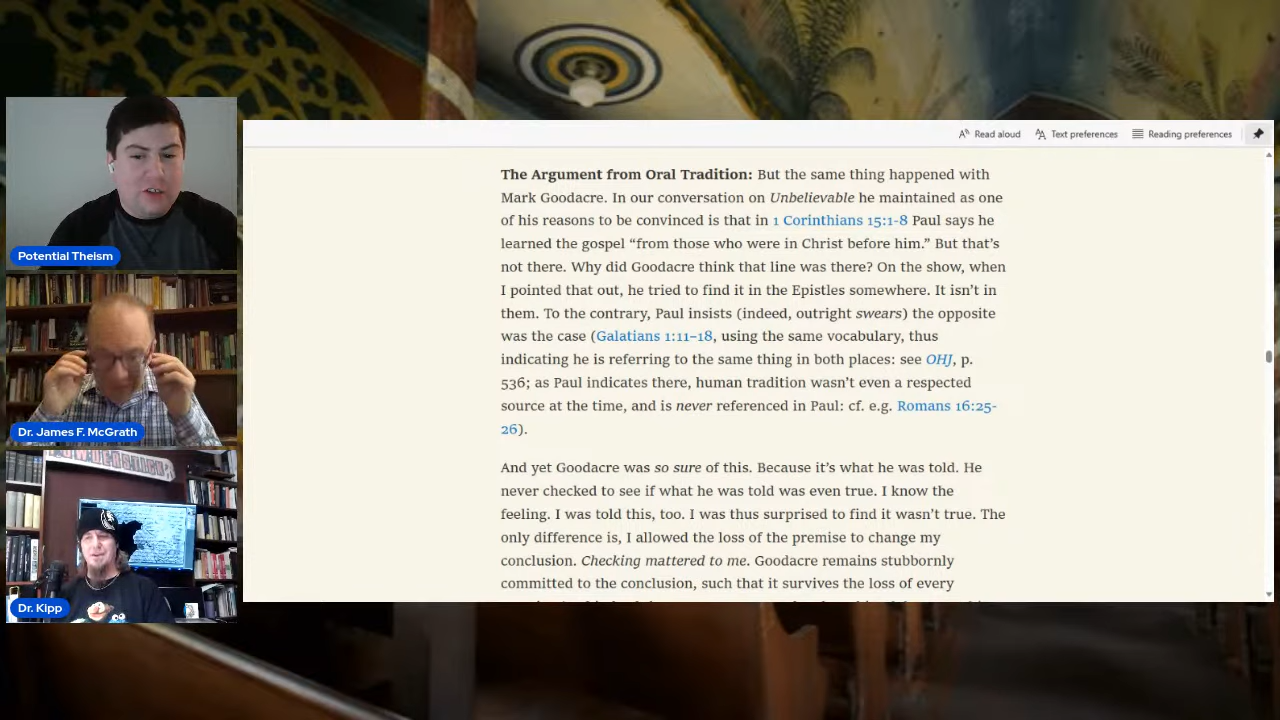 Read aloud
Text preferences
Reading preferences
The Argument from Oral Tradition: But the same thing happened with
Mark Goodacre. In our conversation on Unbelievable he maintained as one
of his reasons to be convinced is that in 1 Corinthians 15:1-8 Paul says he
learned the gospel “from those who were in Christ before him.” But that’s
not there. Why did Goodacre think that line was there? On the show, when
I pointed that out, he tried to find it in the Epistles somewhere. It isn’t in
them. To the contrary, Paul insists (indeed, outright swears) the opposite
was the case (Galatians 1:11–18, using the same vocabulary, thus
indicating he is referring to the same thing in both places: see OHJ, p.
536; as Paul indicates there, human tradition wasn’t even a respected
source at the time, and is never referenced in Paul: cf. e.g. Romans 16:25-
26).
And yet Goodacre was so sure of this. Because it’s what he was told. He
never checked to see if what he was told was even true. I know the
feeling. I was told this, too. I was thus surprised to find it wasn’t true. The
only difference is, I allowed the loss of the premise to change my
conclusion. Checking mattered to me. Goodacre remains stubbornly
committed to the conclusion, such that it survives the loss of every
Potential Theism
Dr. James F. McGrath
Dr. Kipp